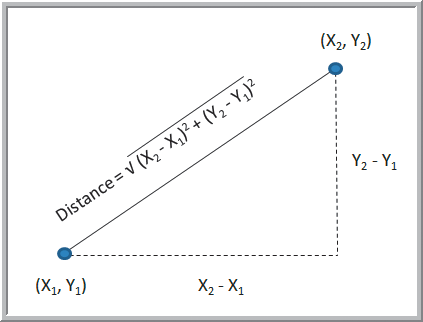 (X₂, Y₂)
Distance = √ (X₂ - X₁)² + (Y₂ - Y₁)²
Y₂ - Y₁
(X₁, Y₁)
X₂ - X₁